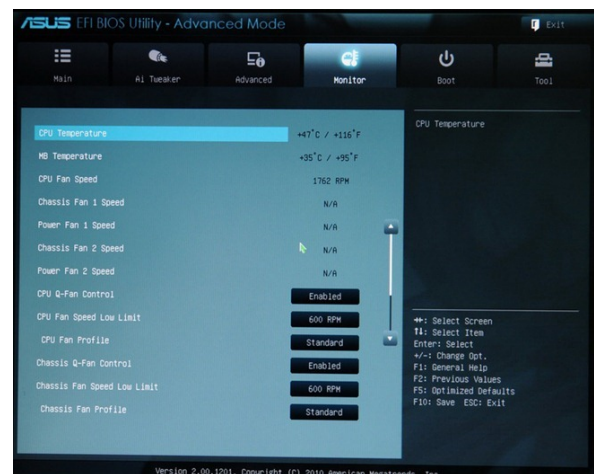 ASUS EFI BIOS Utility - Advanced Mode
Exit
Main
Ai Tweaker
Advanced
Monitor
Boot
Tool
CPU Temperature +47°C / +116°F
MB Temperature +35°C / +95°F
CPU Fan Speed 1762 RPM
Chassis Fan 1 Speed N/A
Power Fan 1 Speed N/A
Chassis Fan 2 Speed N/A
Power Fan 2 Speed N/A
CPU Q-Fan Control Enabled
CPU Fan Speed Low Limit 600 RPM
CPU Fan Profile Standard
Chassis Q-Fan Control Enabled
Chassis Fan Speed Low Limit 600 RPM
Chassis Fan Profile Standard
CPU Temperature
→←: Select Screen
↑↓: Select Item
Enter: Select
+/-: Change Opt.
F1: General Help
F2: Previous Values
F5: Optimized Defaults
F10: Save ESC: Exit
Version 2.00.1201. Copyright (C) 2010 American Megatrends, Inc.